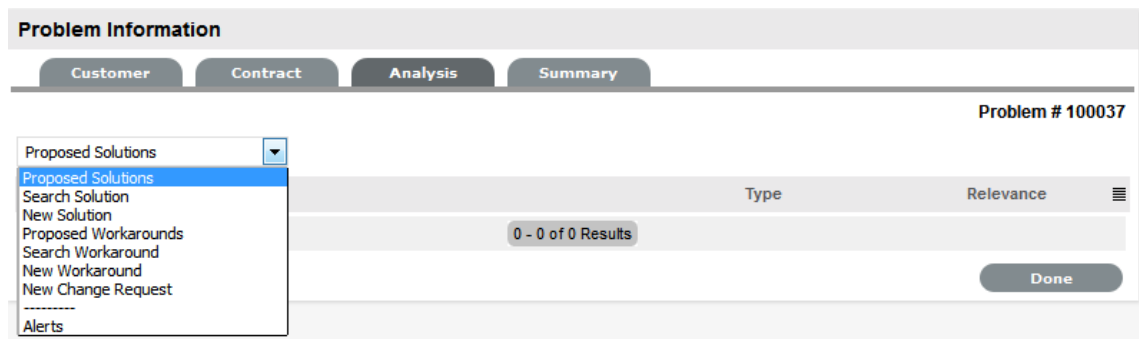 Problem Information
Customer Contract Analysis Summary
Problem # 100037
Proposed Solutions
Proposed Solutions
Search Solution
New Solution
Proposed Workarounds
Search Workaround
New Workaround
New Change Request
---------
Alerts
Type Relevance
0 - 0 of 0 Results
Done